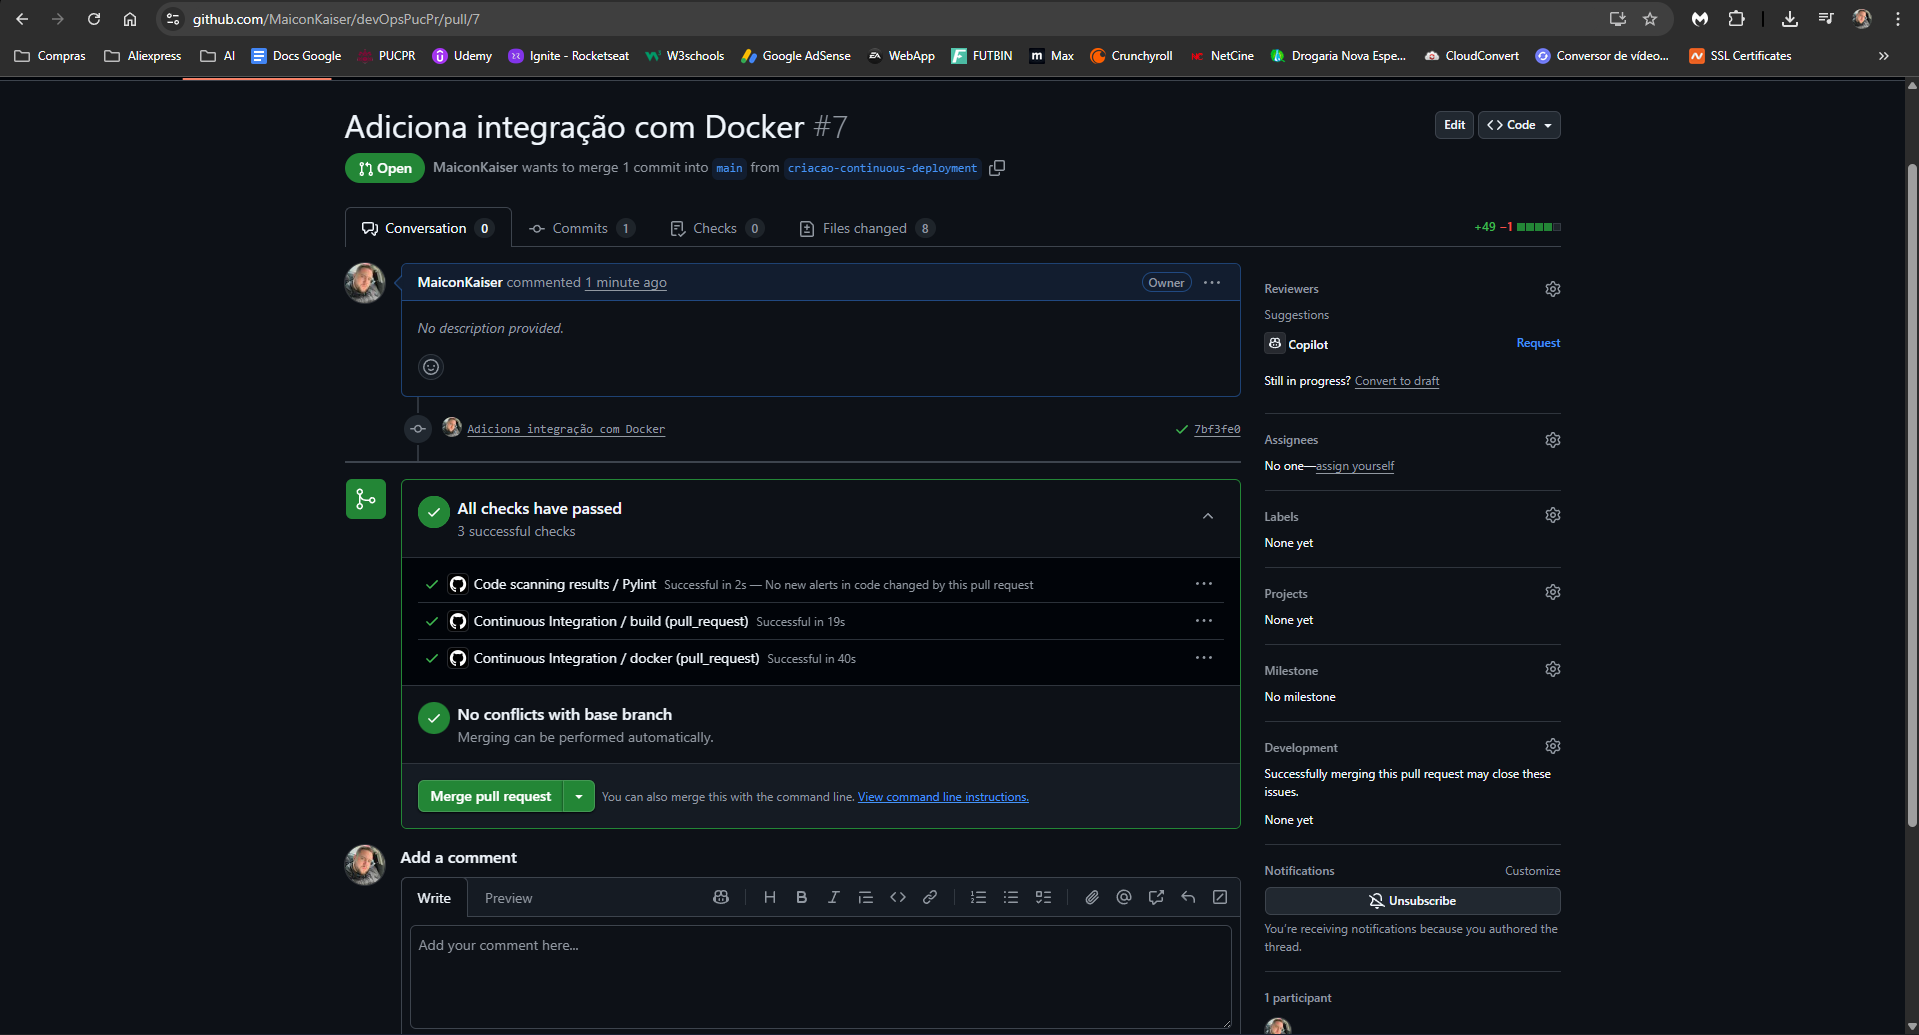 github.com/MaiconKaiser/devOpsPucPr/pull/7
Compras Aliexpress AI Docs Google PUCPR Udemy Ignite - Rocketseat W3schools Google AdSense WebApp FUTBIN Max Crunchyroll NetCine Drogaria Nova Espe... CloudConvert Conversor de vídeo... SSL Certificates
Adiciona integração com Docker #7
Edit
Code
Open
MaiconKaiser wants to merge 1 commit into main from criacao-continuous-deployment
Conversation 0
Commits 1
Checks 0
Files changed 8
+49 −1
MaiconKaiser commented 1 minute ago
Owner
No description provided.
Adiciona integração com Docker
7bf3fe0
All checks have passed
3 successful checks
Code scanning results / Pylint Successful in 2s — No new alerts in code changed by this pull request
Continuous Integration / build (pull_request) Successful in 19s
Continuous Integration / docker (pull_request) Successful in 40s
No conflicts with base branch
Merging can be performed automatically.
Merge pull request
You can also merge this with the command line. View command line instructions.
Add a comment
Write
Preview
Add your comment here...
Reviewers
Suggestions
Copilot
Request
Still in progress? Convert to draft
Assignees
No one—assign yourself
Labels
None yet
Projects
None yet
Milestone
No milestone
Development
Successfully merging this pull request may close these
issues.
None yet
Notifications
Customize
Unsubscribe
You're receiving notifications because you authored the
thread.
1 participant